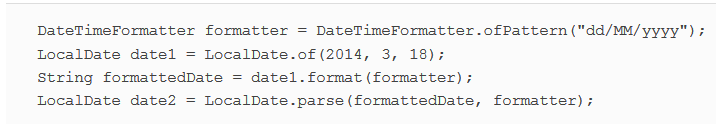 DateTimeFormatter formatter = DateTimeFormatter.ofPattern("dd/MM/yyyy");
LocalDate date1 = LocalDate.of(2014, 3, 18);
String formattedDate = date1.format(formatter);
LocalDate date2 = LocalDate.parse(formattedDate, formatter);